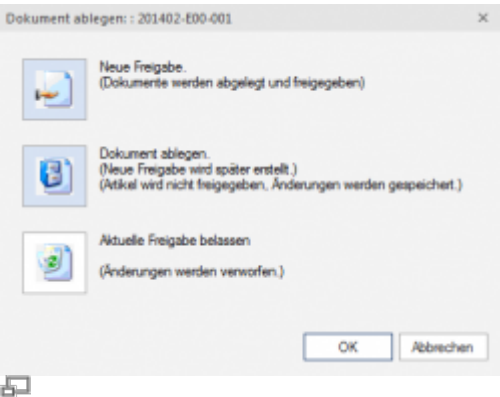 Dokument ablegen: : 201402-E00-001
Neue Freigabe.
(Dokumente werden abgelegt und freigegeben)
Dokument ablegen.
(Neue Freigabe wird später erstellt.)
(Artikel wird nicht freigegeben, Änderungen werden gespeichert.)
Aktuelle Freigabe belassen
(Änderungen werden verworfen.)
OK Abbrechen